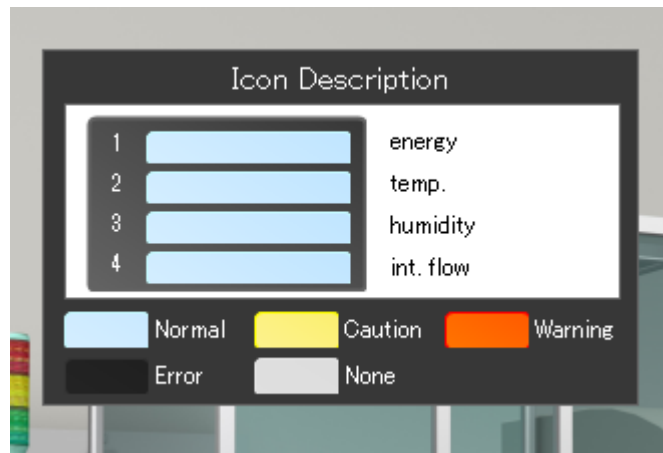 Icon Description
1 energy
2 temp.
3 humidity
4 int. flow
Normal Caution Warning
Error None